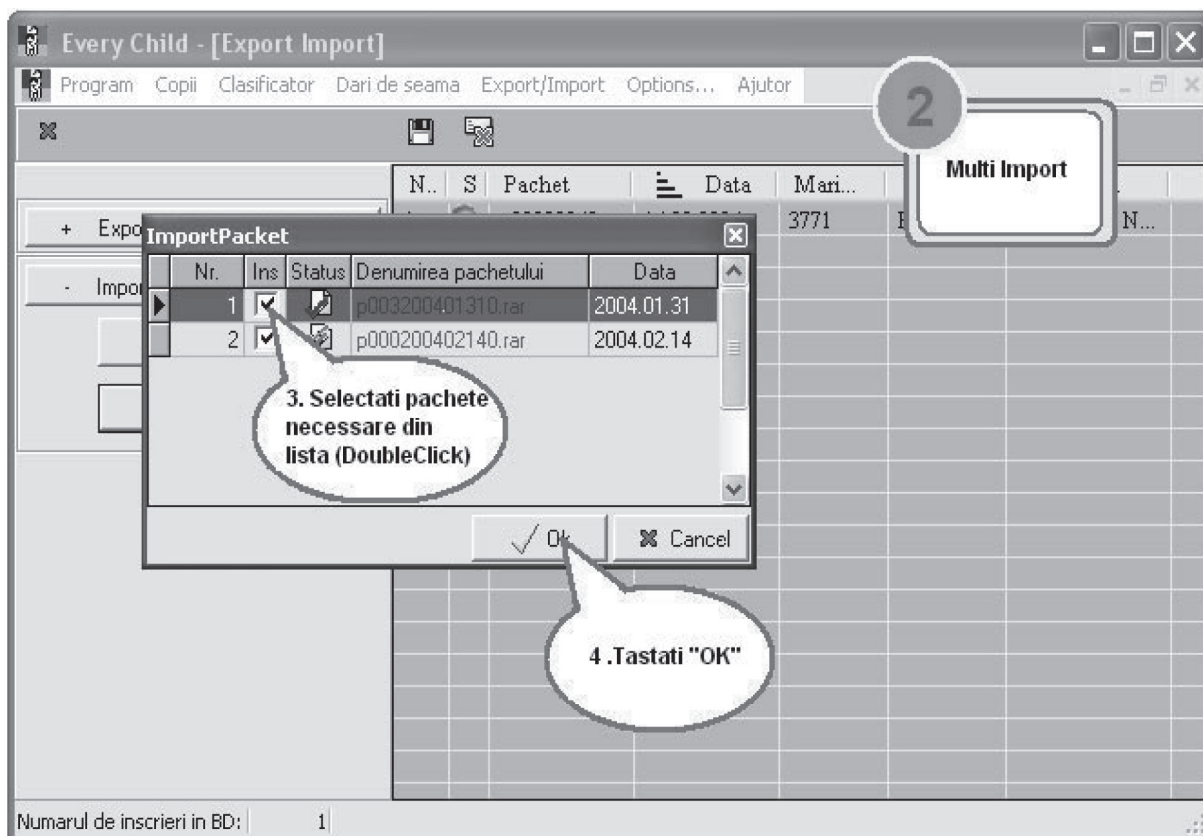 Every Child - [Export Import]
Program Copii Clasificator Dari de seama Export/Import Options... Ajutor
2
Multi Import
N.. S Pachet Data Mari...
3771 N...
+ Expo
- Impor
ImportPacket
Nr. Ins Status Denumirea pachetului Data
1 p003200401310.rar 2004.01.31
2 p000200402140.rar 2004.02.14
3. Selectati pachete
necessare din
lista (DoubleClick)
Ok Cancel
4 .Tastati "OK"
Numarul de inscrieri in BD: 1